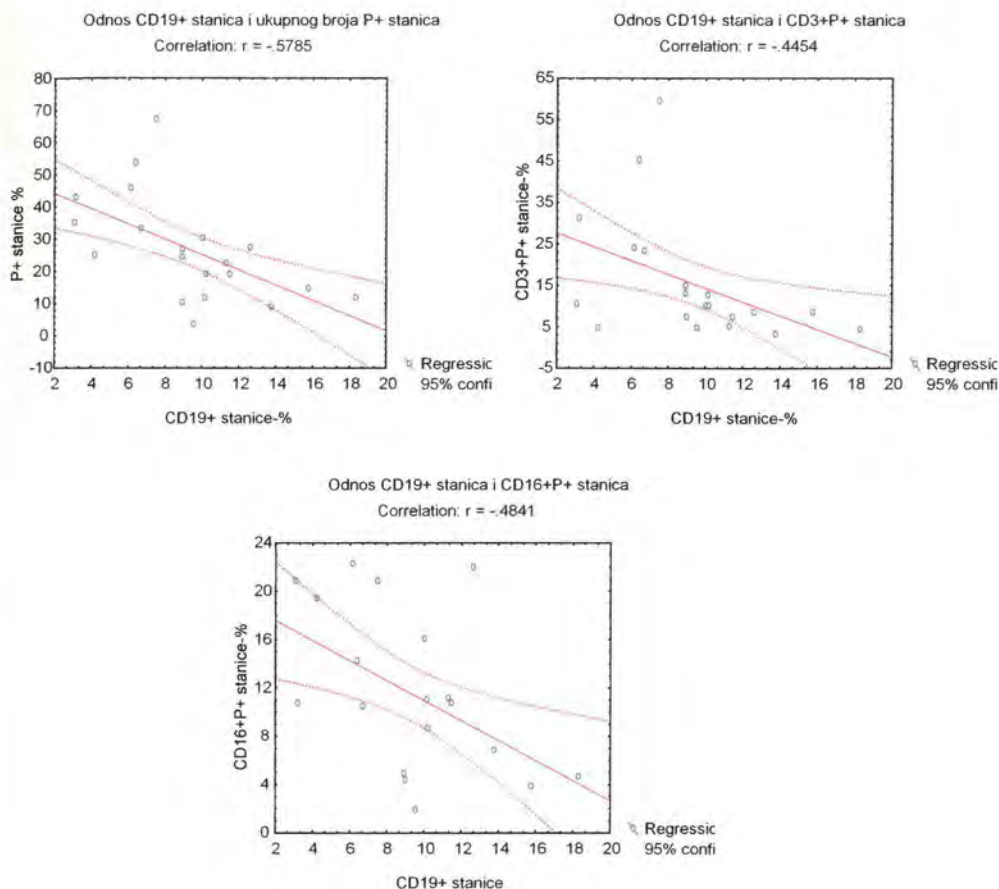 Odnos CD19+ stanica i ukupnog broja P+ stanica
Correlation: r = -.5785
P+ stanice %
80
70
60
50
40
30
20
10
0
-10
2 4 6 8 10 12 14 16 18 20
CD19+ stanice-%
Regressic
95% confi
Odnos CD19+ stanica i CD3+P+ stanica
Correlation: r = -.4454
CD3+P+ stanice-%
65
55
45
35
25
15
5
-5
2 4 6 8 10 12 14 16 18 20
CD19+ stanice-%
Regressic
95% confi
Odnos CD19+ stanica i CD16+P+ stanica
Correlation: r = -.4841
CD16+P+ stanice-%
24
20
16
12
8
4
0
2 4 6 8 10 12 14 16 18 20
CD19+ stanice
Regressic
95% confi